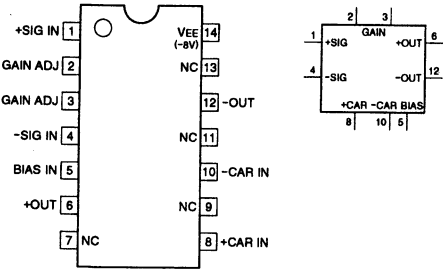 +SIG IN 1
GAIN ADJ 2
GAIN ADJ 3
-SIG IN 4
BIAS IN 5
+OUT 6
7 NC
VEE 14
(-8V)
NC 13
12 -OUT
NC 11
10 -CAR IN
NC 9
8 +CAR IN
2 3
GAIN
1 +SIG +OUT 6
4 -SIG -OUT 12
+CAR -CAR BIAS
8 10 5